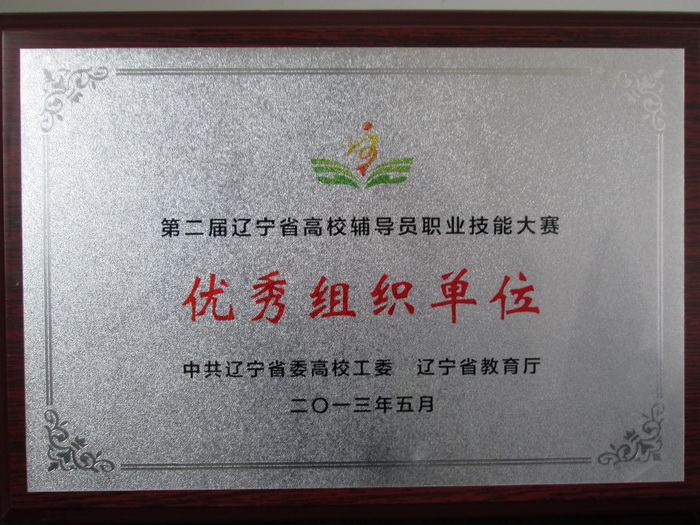 第二届辽宁省高校辅导员职业技能大赛
优秀组织单位
中共辽宁省委高校工委　辽宁省教育厅
二〇一三年五月